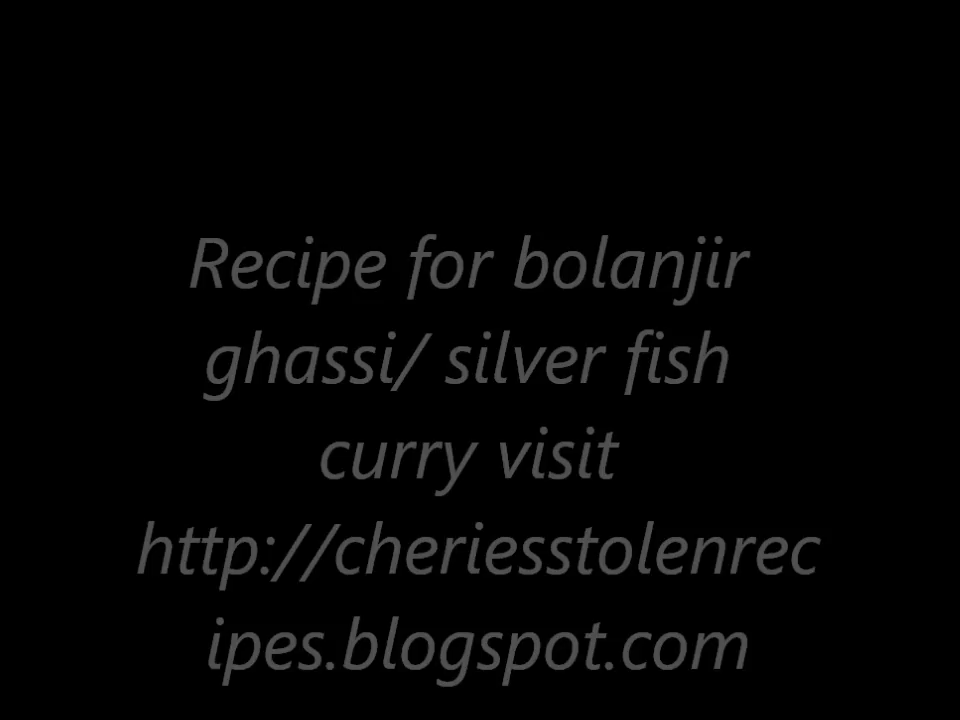 Recipe for bolanjir
ghassi/ silver fish
curry visit
http://cheriesstolenrec
ipes.blogspot.com